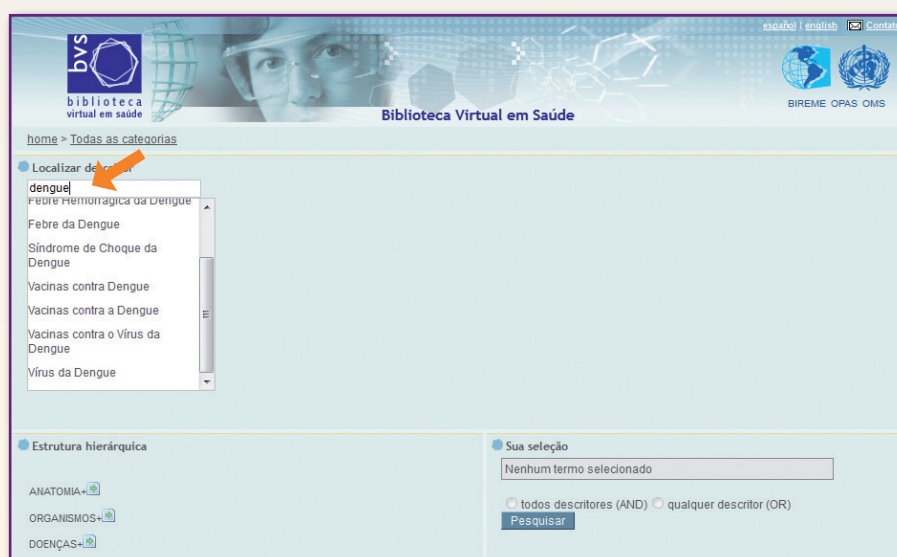 español | english Contato
bvs
biblioteca
virtual em saúde
Biblioteca Virtual em Saúde
BIREME OPAS OMS
home > Todas as categorias
Localizar
dengue
Febre Hemorrágica da Dengue
Febre da Dengue
Síndrome de Choque da
Dengue
Vacinas contra Dengue
Vacinas contra a Dengue
Vacinas contra o Vírus da
Dengue
Vírus da Dengue
Estrutura hierárquica
ANATOMIA+
ORGANISMOS+
DOENÇAS+
Sua seleção
Nenhum termo selecionado
todos descritores (AND) qualquer descritor (OR)
Pesquisar